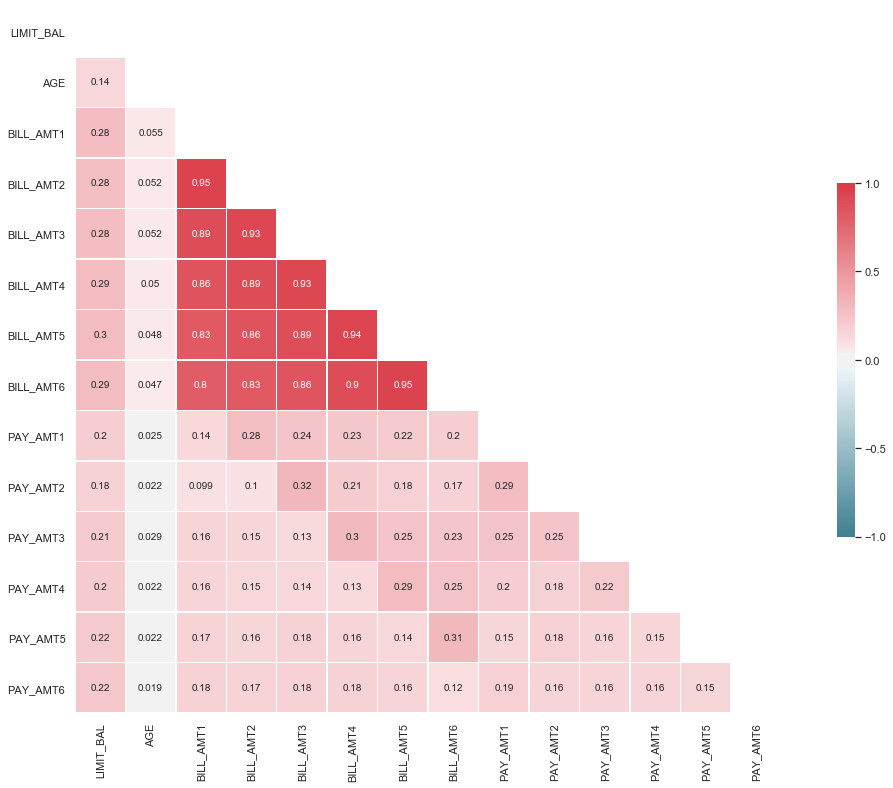 LIMIT_BAL
AGE 0.14
BILL_AMT1 0.28 0.055
BILL_AMT2 0.28 0.052 0.95
BILL_AMT3 0.28 0.052 0.89 0.93
BILL_AMT4 0.29 0.05 0.86 0.89 0.93
BILL_AMT5 0.3 0.048 0.83 0.86 0.89 0.94
BILL_AMT6 0.29 0.047 0.8 0.83 0.86 0.9 0.95
PAY_AMT1 0.2 0.025 0.14 0.28 0.24 0.23 0.22 0.2
PAY_AMT2 0.18 0.022 0.099 0.1 0.32 0.21 0.18 0.17 0.29
PAY_AMT3 0.21 0.029 0.16 0.15 0.13 0.3 0.25 0.23 0.25 0.25
PAY_AMT4 0.2 0.022 0.16 0.15 0.14 0.13 0.29 0.25 0.2 0.18 0.22
PAY_AMT5 0.22 0.022 0.17 0.16 0.18 0.16 0.14 0.31 0.15 0.18 0.16 0.15
PAY_AMT6 0.22 0.019 0.18 0.17 0.18 0.18 0.16 0.12 0.19 0.16 0.16 0.16 0.15
LIMIT_BAL AGE BILL_AMT1 BILL_AMT2 BILL_AMT3 BILL_AMT4 BILL_AMT5 BILL_AMT6 PAY_AMT1 PAY_AMT2 PAY_AMT3 PAY_AMT4 PAY_AMT5 PAY_AMT6
1.0
0.5
0.0
−0.5
−1.0